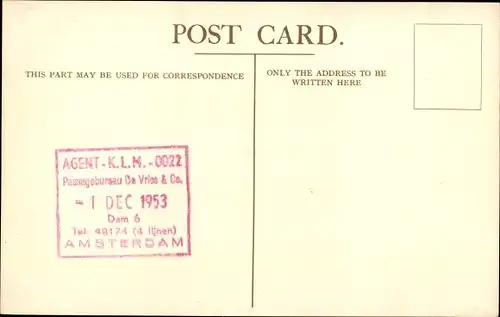 POST CARD.
THIS PART MAY BE USED FOR CORRESPONDENCE
ONLY THE ADDRESS TO BE
WRITTEN HERE
AGENT - K.L.M. - 0022
Passagebureau De Vries & Co.
- 1 DEC 1953
Dam 6
Tel. 48174 (4 lijnen)
AMSTERDAM